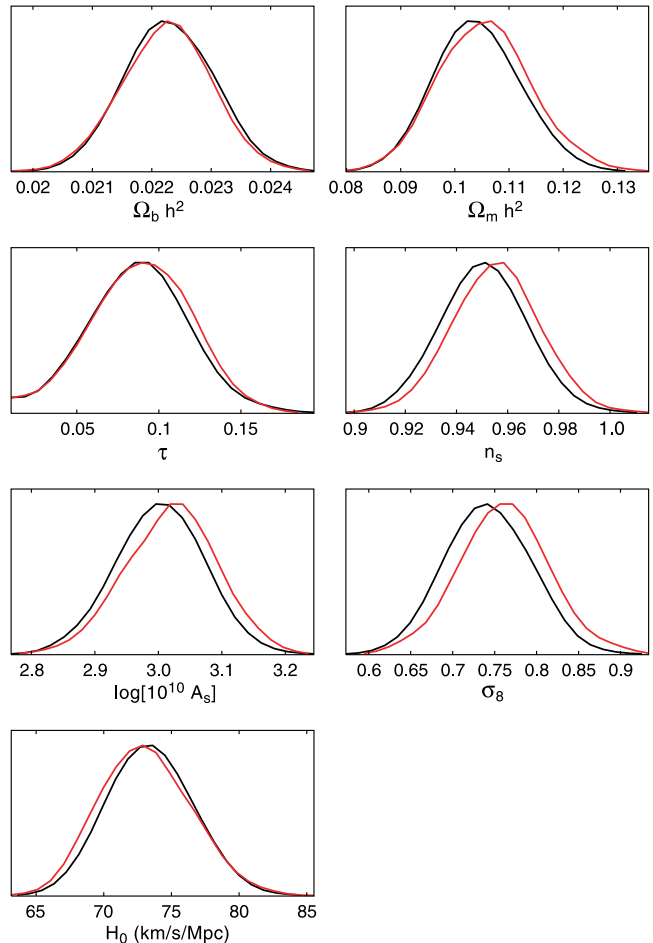 0.02 0.021 0.022 0.023 0.024
Ω_b h²
0.08 0.09 0.1 0.11 0.12 0.13
Ω_m h²
0.05 0.1 0.15
τ
0.9 0.92 0.94 0.96 0.98 1.0
n_s
2.8 2.9 3.0 3.1 3.2
log[10¹⁰ A_s]
0.6 0.65 0.7 0.75 0.8 0.85 0.9
σ_8
65 70 75 80 85
H_0 (km/s/Mpc)